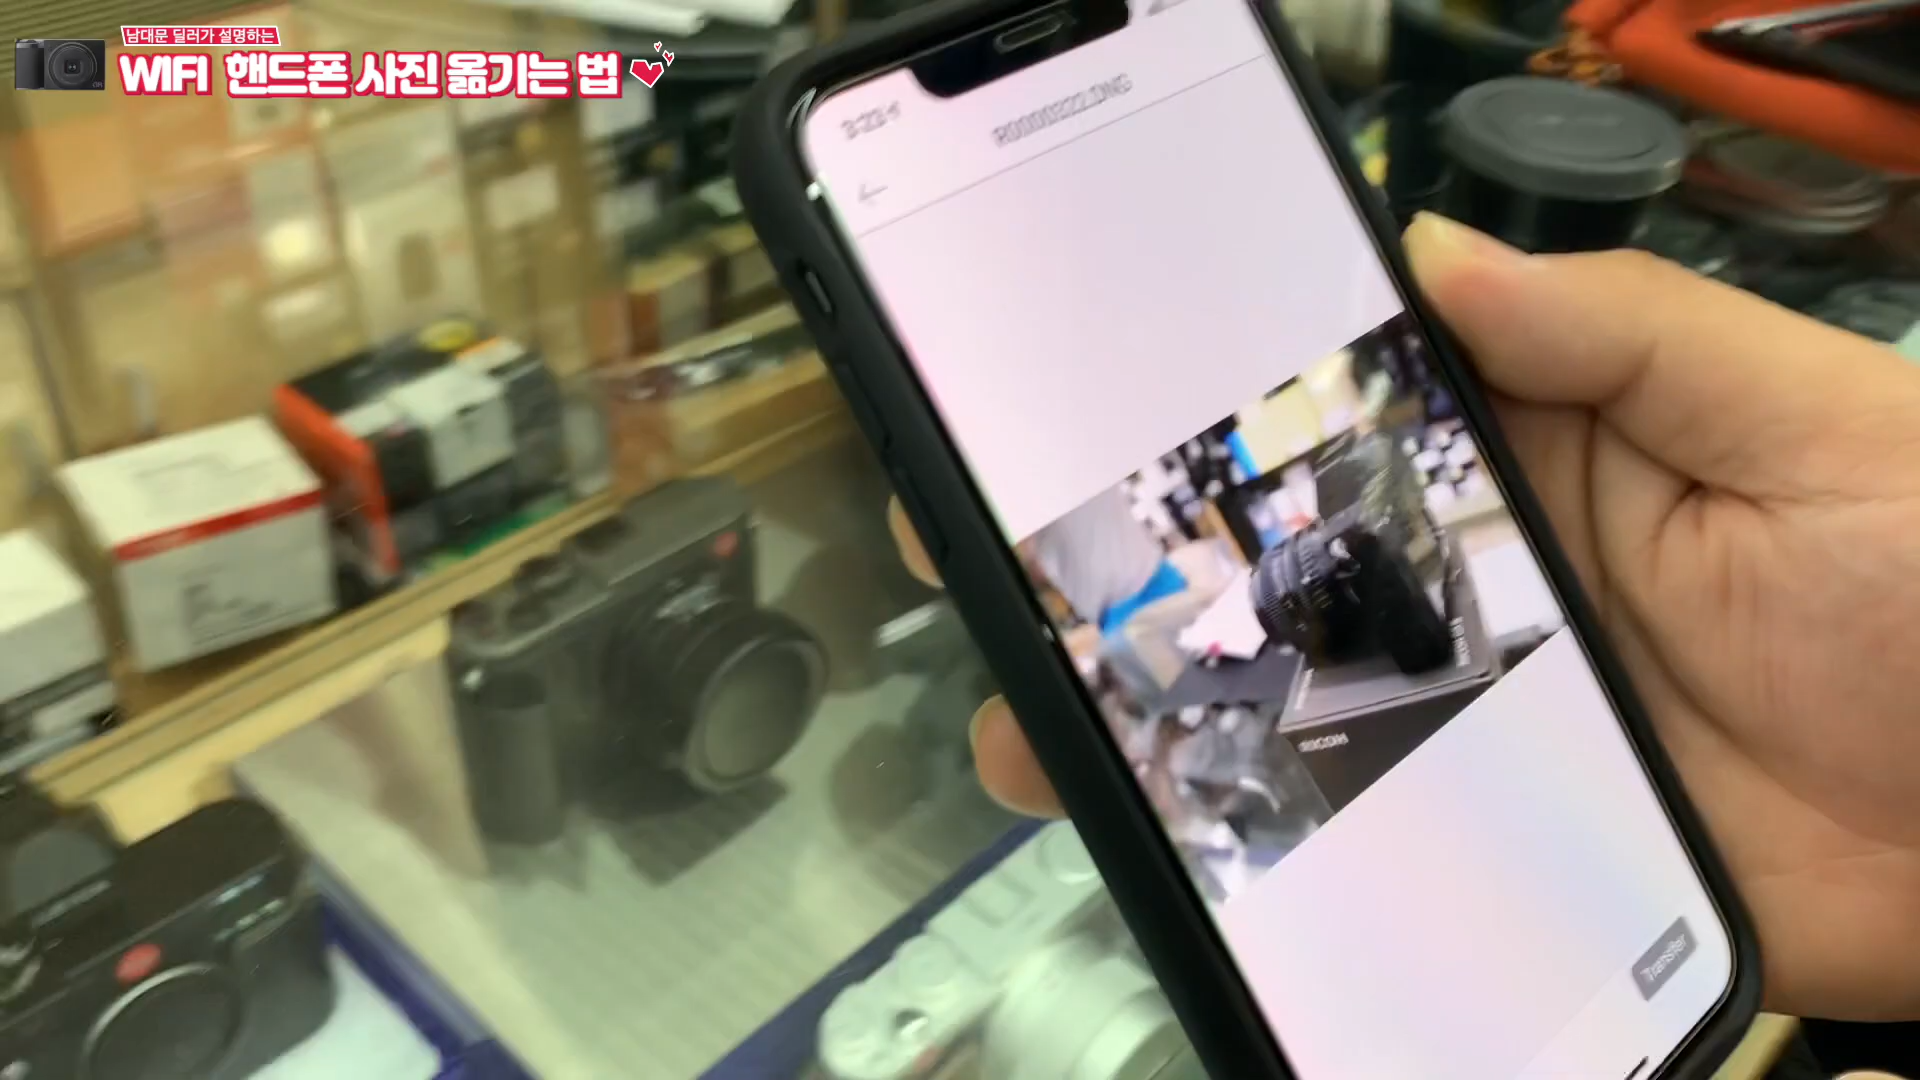 남대문 딜러가 설명하는
WIFI 핸드폰 사진 옮기는 법
R0000322.DNG
RICOH
Transfer